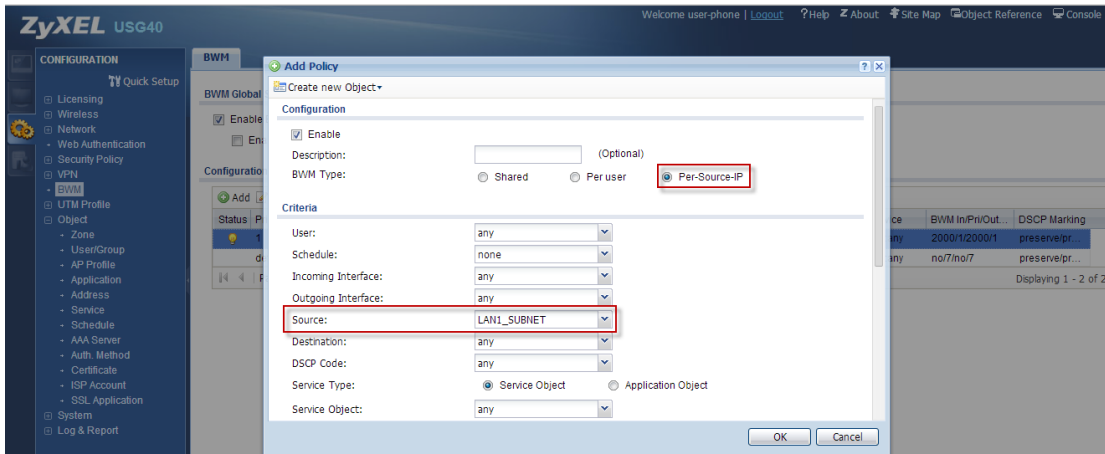 ZyXEL USG40
Welcome user-phone | Logout ?Help Z About Site Map Object Reference Console
CONFIGURATION
Quick Setup
Licensing
Wireless
Network
Web Authentication
Security Policy
VPN
BWM
UTM Profile
Object
Zone
User/Group
AP Profile
Application
Address
Service
Schedule
AAA Server
Auth. Method
Certificate
ISP Account
SSL Application
System
Log & Report
BWM
BWM Global
Enable
Configuratio
Add
Status
1
Add Policy
Create new Object
Configuration
Enable
Description: (Optional)
BWM Type: Shared Per user Per-Source-IP
Criteria
User: any
Schedule: none
Incoming Interface: any
Outgoing Interface: any
Source: LAN1_SUBNET
Destination: any
DSCP Code: any
Service Type: Service Object Application Object
Service Object: any
OK Cancel
ce BWM In/Pri/Out... DSCP Marking
any 2000/1/2000/1 preserve/pr...
any no/7/no/7 preserve/pr...
Displaying 1 - 2 of 2